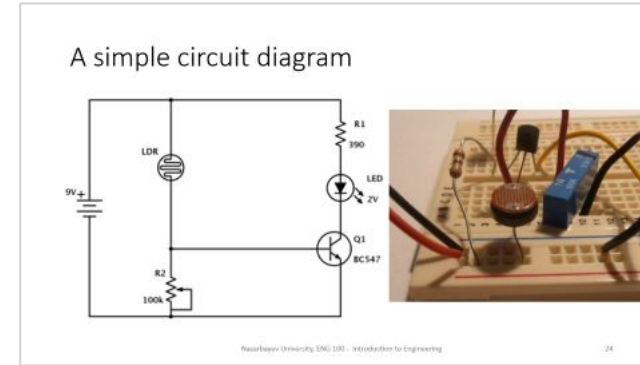 A simple circuit diagram
R1
390
LDR
LED
2V
9V
+
Q1
BC547
R2
100k
Nazarbayev University, ENG 100 - Introduction to Engineering
24